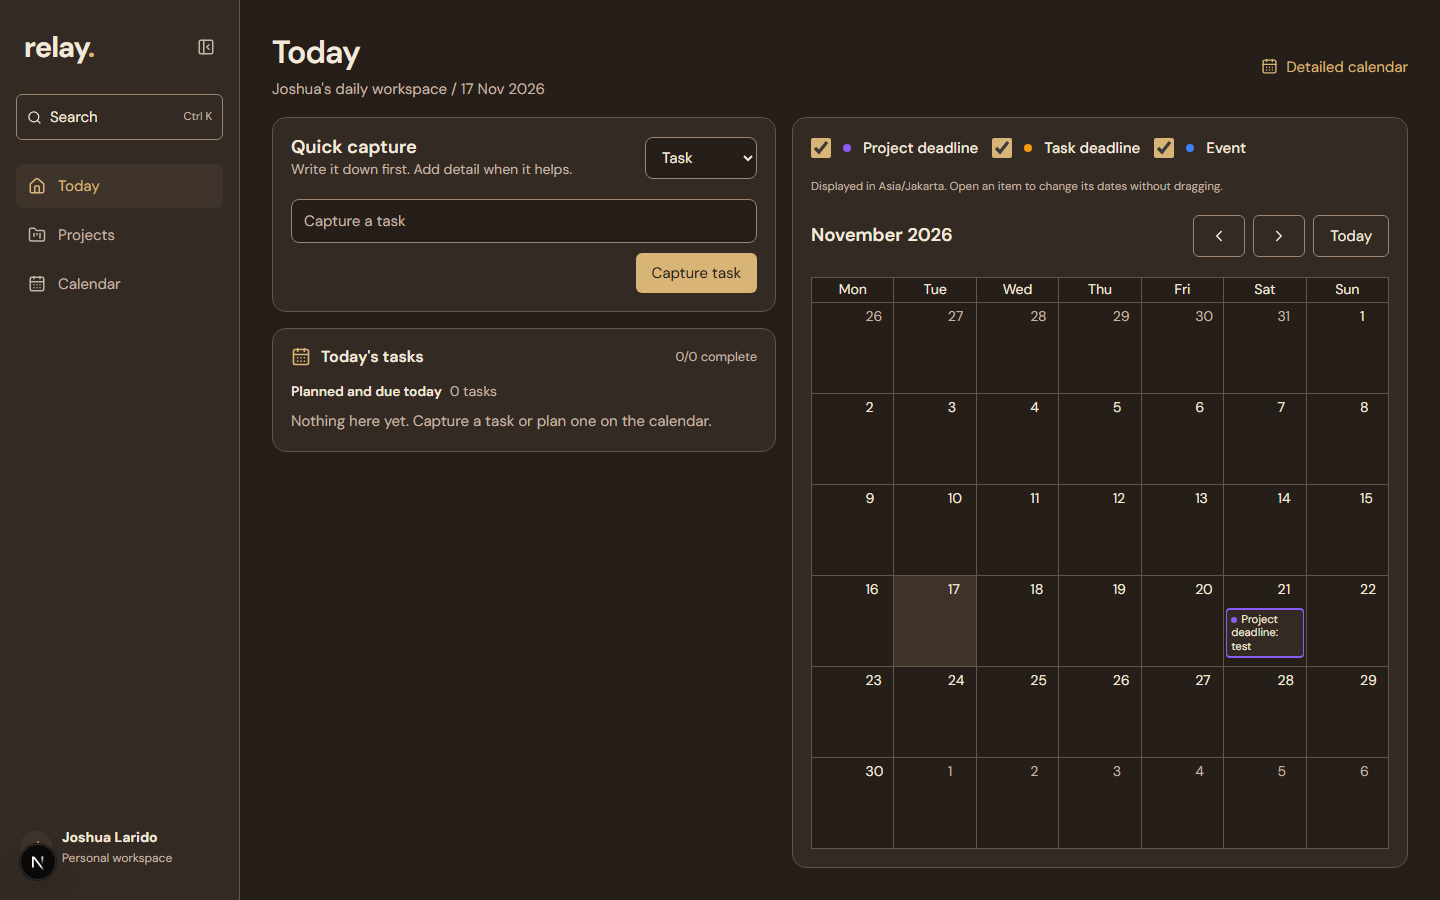 relay.
Search Ctrl K
Today
Projects
Calendar
Joshua Larido
Personal workspace
N
Today
Joshua's daily workspace / 17 Nov 2026
Detailed calendar
Quick capture
Write it down first. Add detail when it helps.
Task
Capture a task
Capture task
Today's tasks
0/0 complete
Planned and due today 0 tasks
Nothing here yet. Capture a task or plan one on the calendar.
Project deadline Task deadline Event
Displayed in Asia/Jakarta. Open an item to change its dates without dragging.
November 2026
Today
Mon Tue Wed Thu Fri Sat Sun
26 27 28 29 30 31 1
2 3 4 5 6 7 8
9 10 11 12 13 14 15
16 17 18 19 20 21 22
Project
deadline:
test
23 24 25 26 27 28 29
30 1 2 3 4 5 6